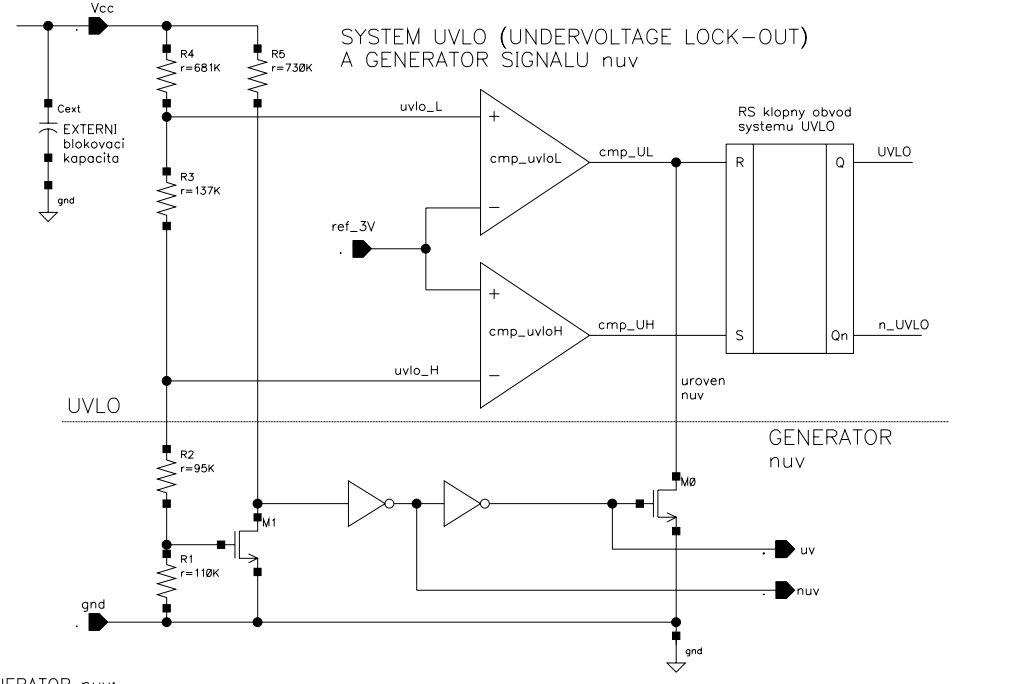 Vcc
SYSTEM UVLO (UNDERVOLTAGE LOCK-OUT)
A GENERATOR SIGNALU nuv
R4
r=681K
R5
r=730K
Cext
EXTERNI
blokovaci
kapacita
gnd
uvlo_L
+
cmp_uvloL
-
cmp_UL
RS klopny obvod
systemu UVLO
R
Q
UVLO
R3
r=137K
ref_3V
+
cmp_uvloH
-
cmp_UH
S
Qn
n_UVLO
uvlo_H
uroven
nuv
UVLO
GENERATOR
nuv
R2
r=95K
M1
M0
R1
r=110K
uv
nuv
gnd
gnd